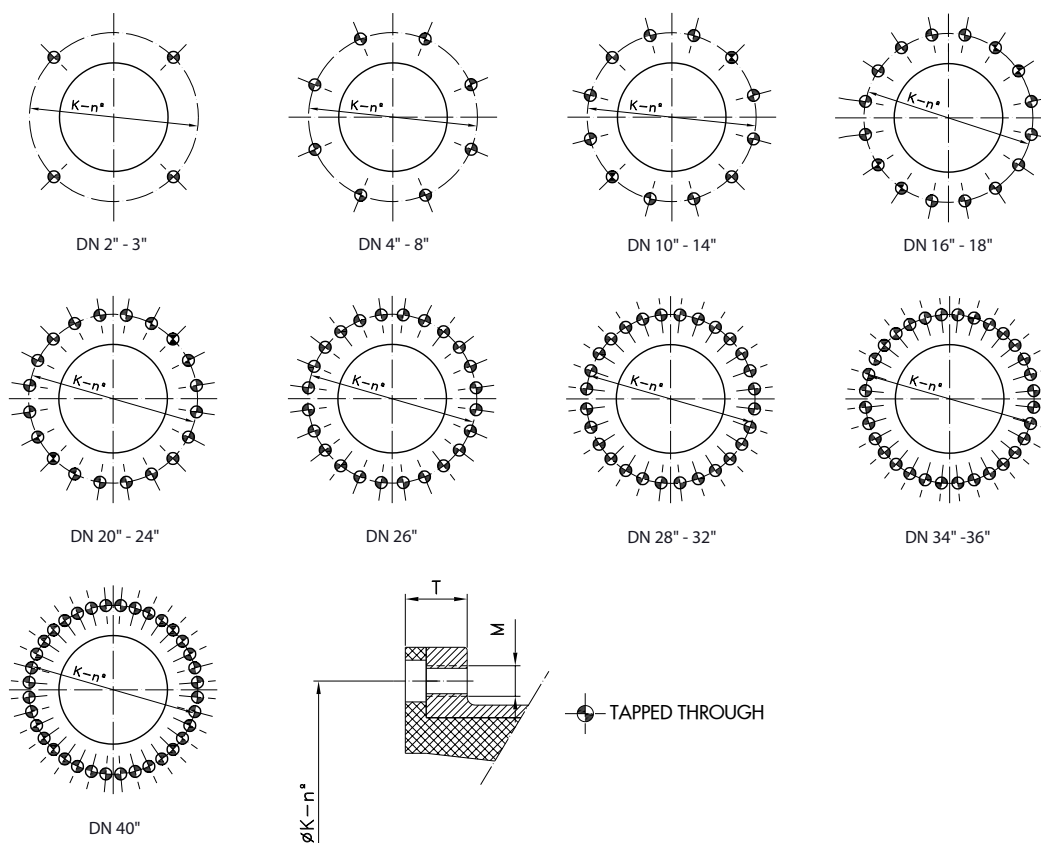 K-n°
K-n°
K-n°
K-n°
DN 2" - 3"
DN 4" - 8"
DN 10" - 14"
DN 16" - 18"
K-n°
K-n°
K-n°
K-n°
DN 20" - 24"
DN 26"
DN 28" - 32"
DN 34" -36"
K-n°
T
M
TAPPED THROUGH
øK-n°
DN 40"